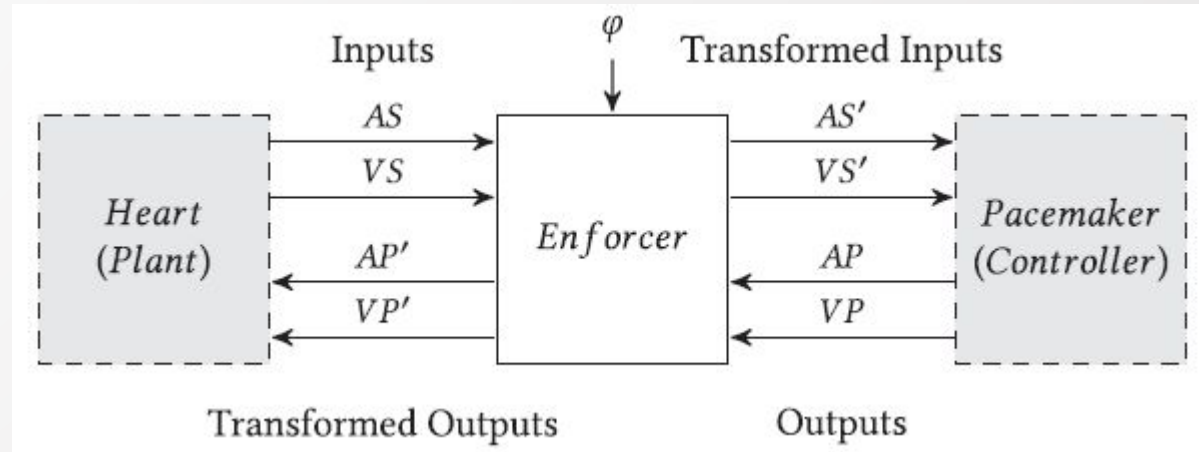 φ
Inputs
Transformed Inputs
AS
AS′
VS
VS′
Heart
(Plant)
Enforcer
Pacemaker
(Controller)
AP′
AP
VP′
VP
Transformed Outputs
Outputs